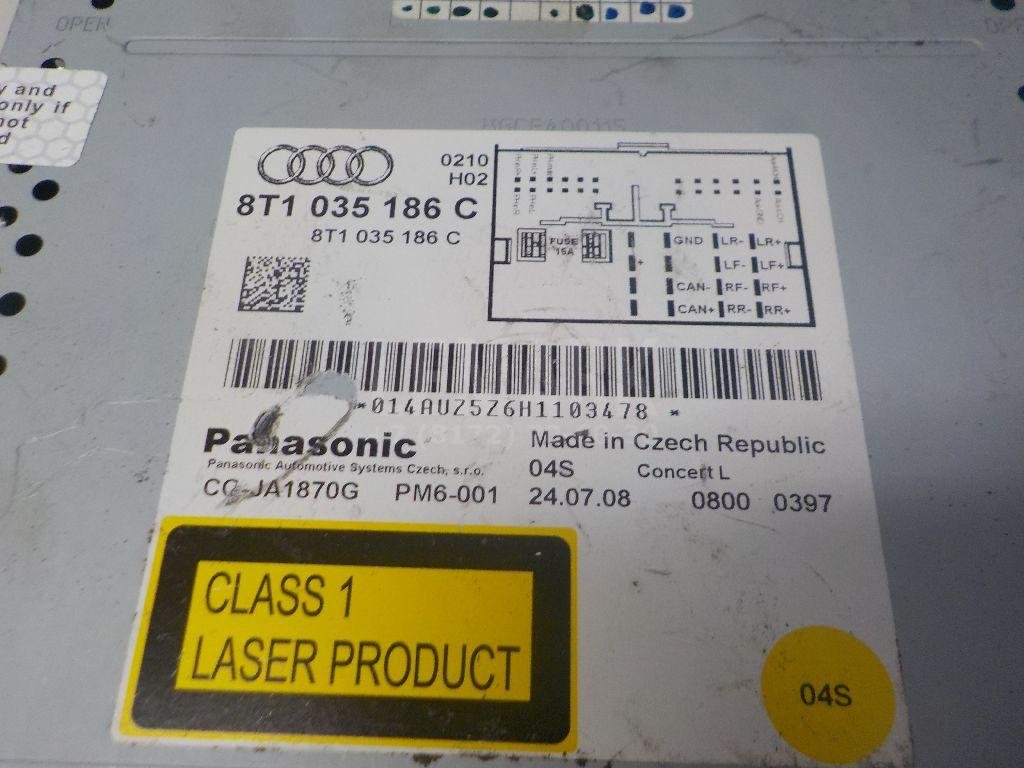 OPEN
y and
only if
not
d
0210
H02
8T1 035 186 C
8T1 035 186 C
FUSE
15A
GND LR- LR+
+ LF- LF+
CAN- RF- RF+
CAN+ RR- RR+
*014AUZ5Z6H1103478 *
Panasonic
Made in Czech Republic
Panasonic Automotive Systems Czech, s.r.o.
04S Concert L
CQ-JA1870G PM6-001 24.07.08 0800 0397
CLASS 1
LASER PRODUCT
04S